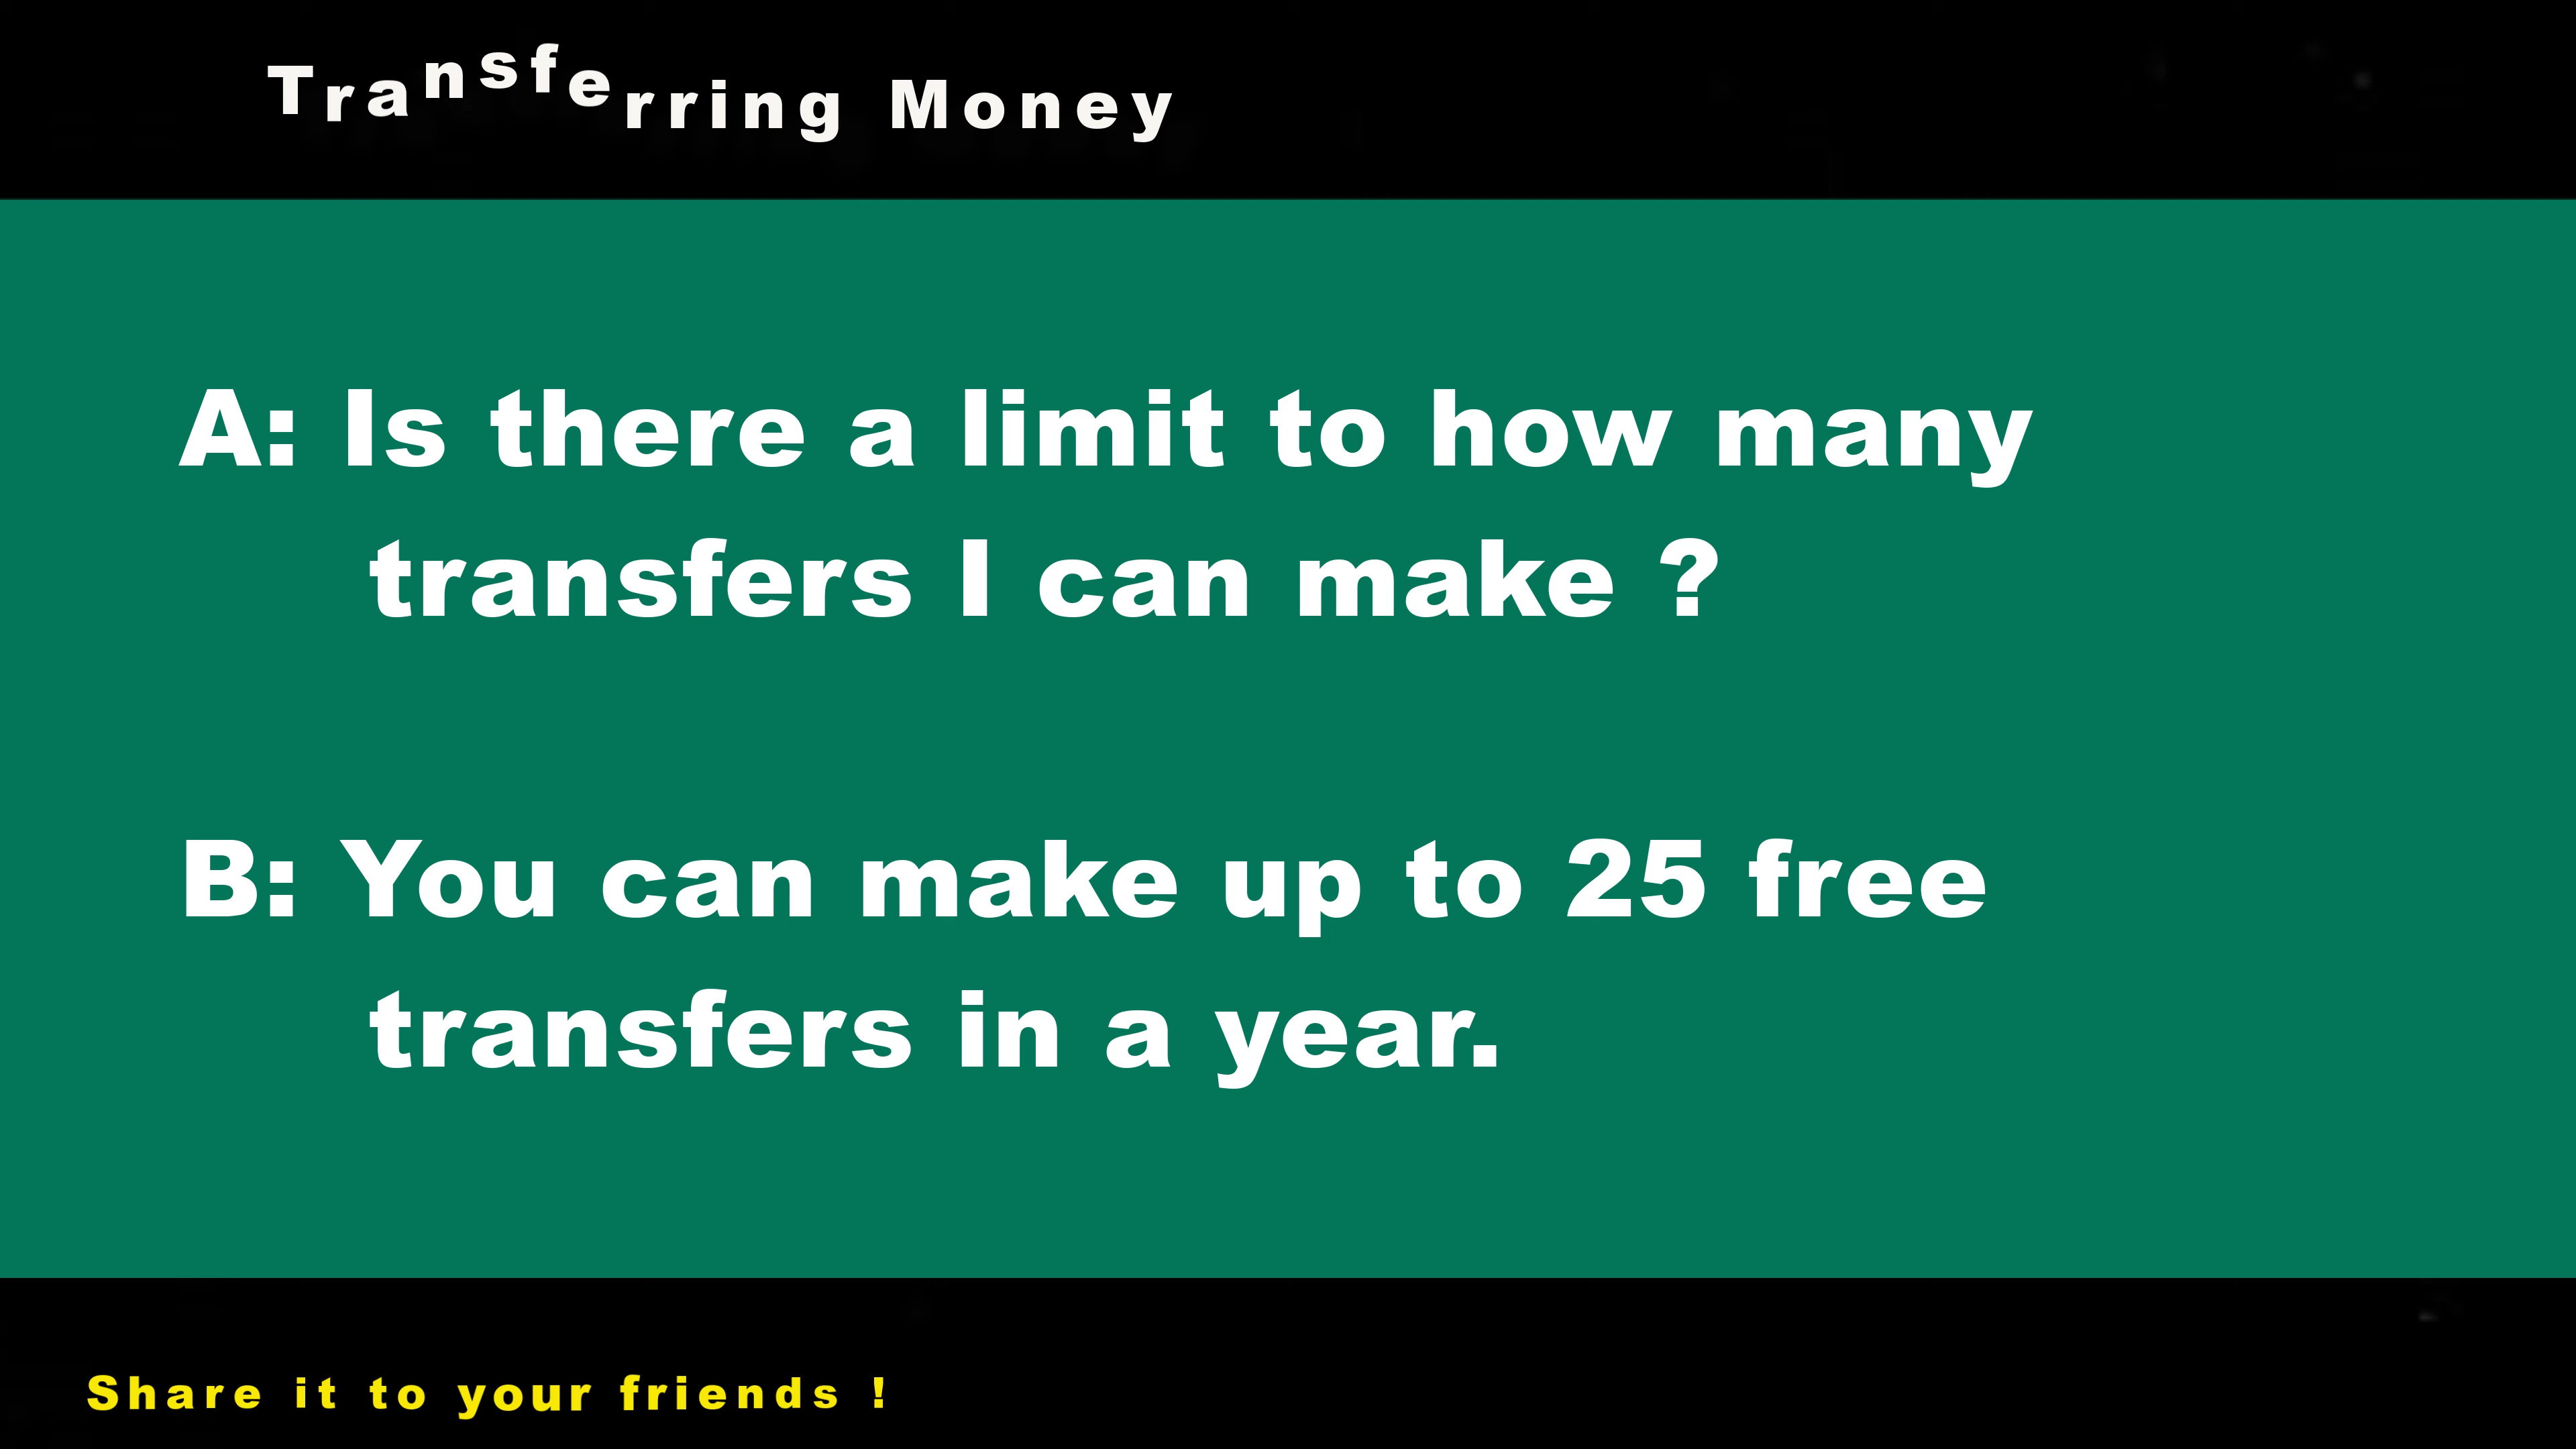 Transferring Money
A: Is there a limit to how many
transfers I can make ?
B: You can make up to 25 free
transfers in a year.
Share it to your friends !